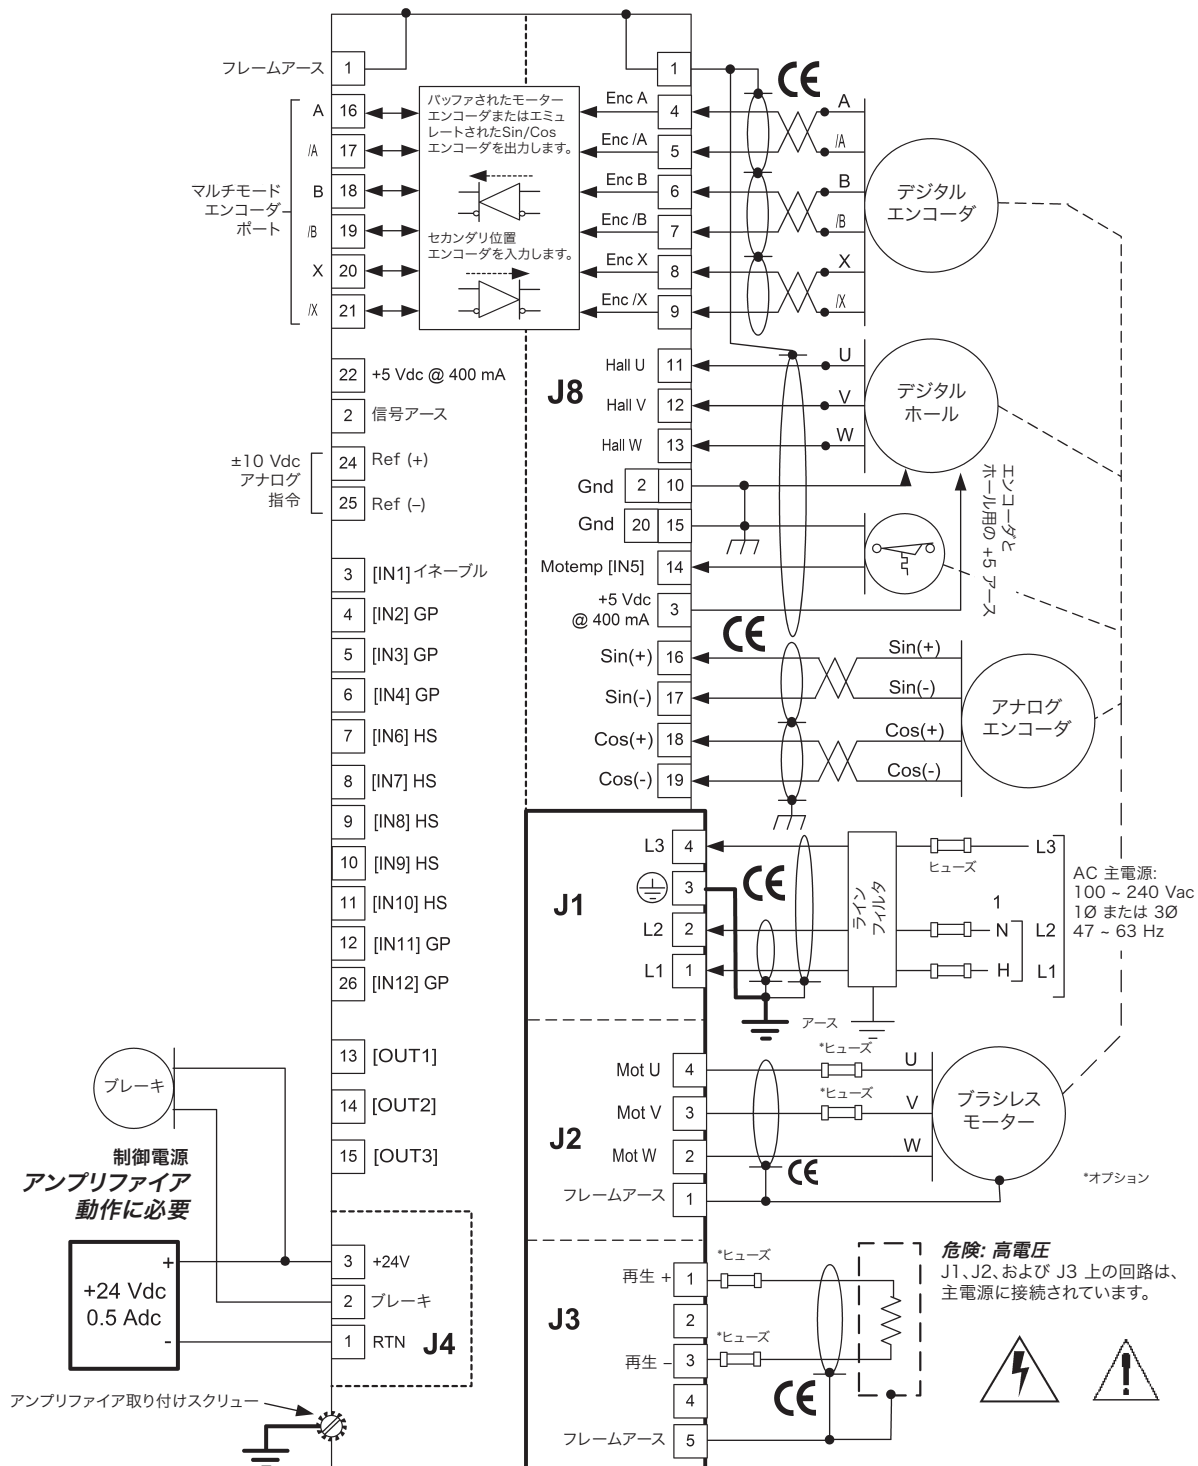 フレームアース
1
1
CE
A
16
/A
17
B
18
/B
19
X
20
/X
21
マルチモード
エンコーダ
ポート
バッファされたモーター
エンコーダまたはエミュ
レートされたSin/Cos
エンコーダを出力します。
セカンダリ位置
エンコーダを入力します。
Enc A
4
A
Enc /A
5
/A
Enc B
6
B
Enc /B
7
/B
Enc X
8
X
Enc /X
9
/X
デジタル
エンコーダ
22
+5 Vdc @ 400 mA
2
信号アース
±10 Vdc
アナログ
指令
24
Ref (+)
25
Ref (–)
3
[IN1] イネーブル
4
[IN2] GP
5
[IN3] GP
6
[IN4] GP
7
[IN6] HS
8
[IN7] HS
9
[IN8] HS
10
[IN9] HS
11
[IN10] HS
12
[IN11] GP
26
[IN12] GP
13
[OUT1]
14
[OUT2]
15
[OUT3]
J8
Hall U
11
U
Hall V
12
V
Hall W
13
W
デジタル
ホール
Gnd
2
10
Gnd
20
15
Motemp [IN5]
14
+5 Vdc
@ 400 mA
3
エンコーダと
ホール用の +5 アース
CE
Sin(+)
16
Sin(+)
Sin(-)
17
Sin(-)
Cos(+)
18
Cos(+)
Cos(-)
19
Cos(-)
アナログ
エンコーダ
J1
L3
4
3
L2
2
L1
1
CE
ライン
フィルタ
ヒューズ
L3
1
N
L2
H
L1
AC 主電源:
100 ~ 240 Vac
1Ø または 3Ø
47 ~ 63 Hz
アース
J2
Mot U
4
*ヒューズ
U
Mot V
3
*ヒューズ
V
Mot W
2
W
フレームアース
1
CE
ブラシレス
モーター
*オプション
ブレーキ
制御電源
アンプリファイア
動作に必要
+
+24 Vdc
0.5 Adc
-
3
+24V
2
ブレーキ
1
RTN
J4
アンプリファイア取り付けスクリュー
J3
再生 +
1
*ヒューズ
2
再生 –
3
*ヒューズ
4
フレームアース
5
CE
危険: 高電圧
J1、J2、および J3 上の回路は、
主電源に接続されています。